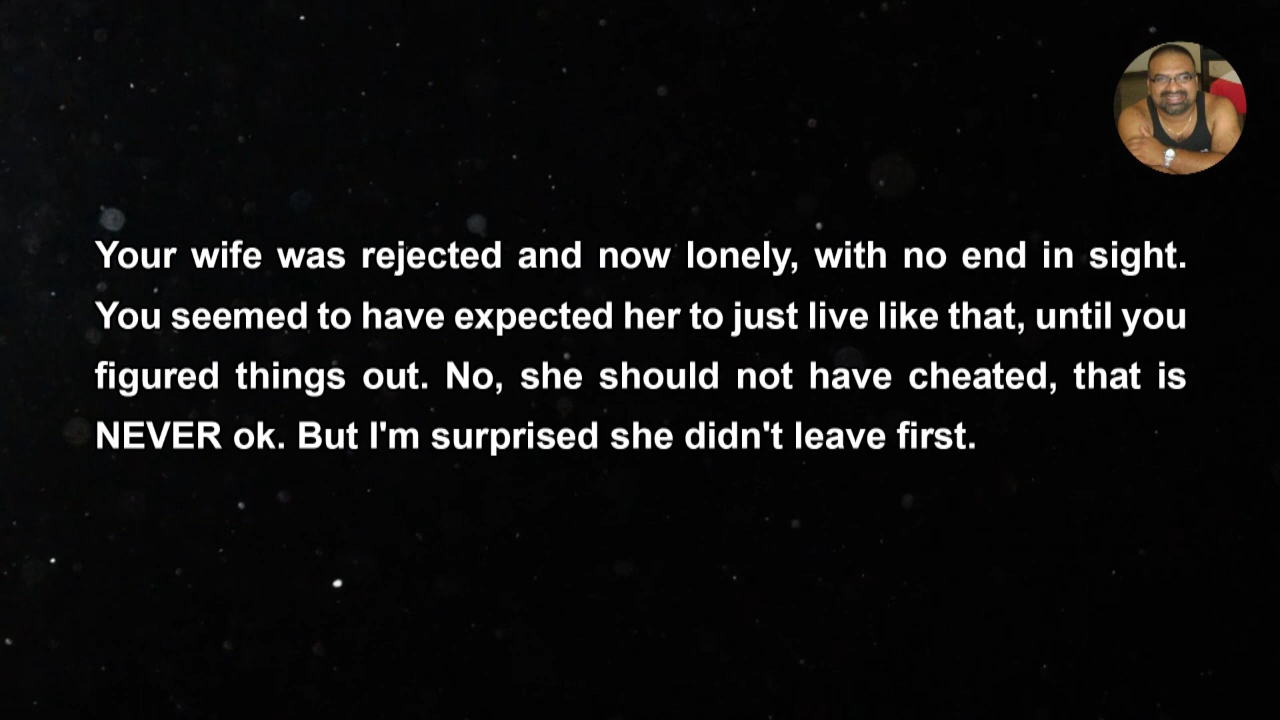 Your wife was rejected and now lonely, with no end in sight.
You seemed to have expected her to just live like that, until you
figured things out. No, she should not have cheated, that is
NEVER ok. But I'm surprised she didn't leave first.